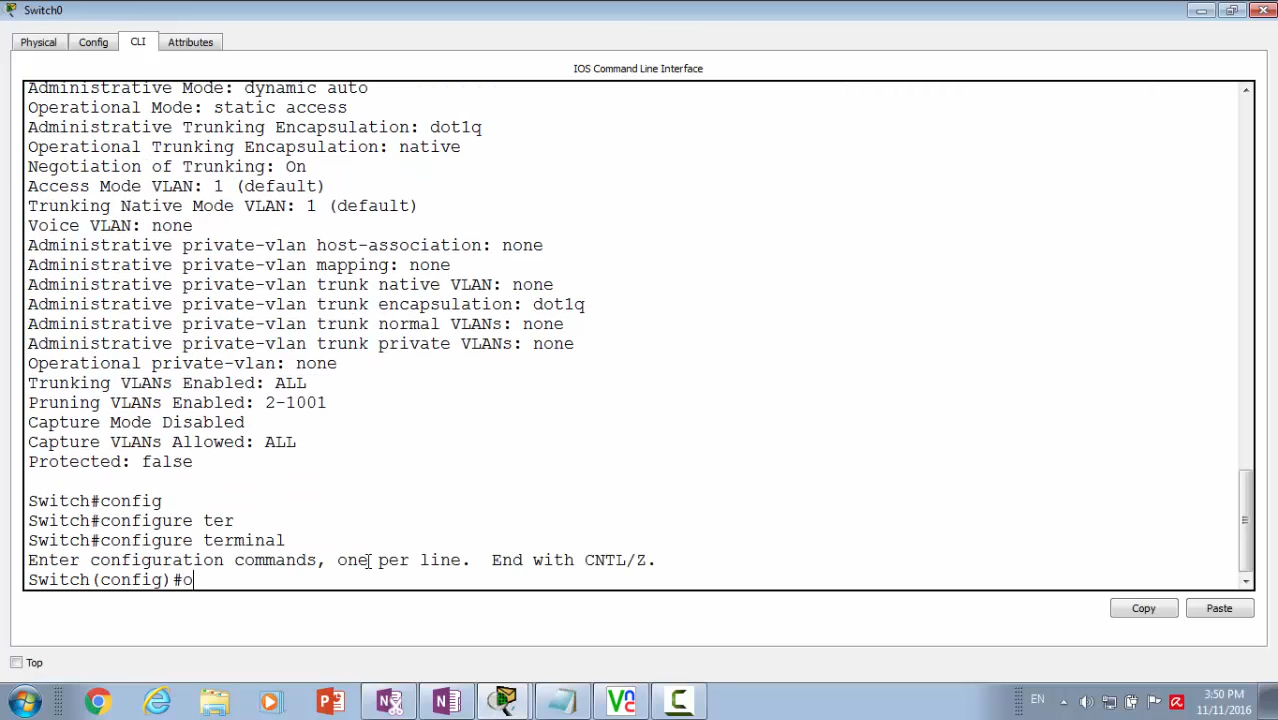 Switch0
Physical
Config
CLI
Attributes
IOS Command Line Interface
Administrative Mode: dynamic auto
Operational Mode: static access
Administrative Trunking Encapsulation: dot1q
Operational Trunking Encapsulation: native
Negotiation of Trunking: On
Access Mode VLAN: 1 (default)
Trunking Native Mode VLAN: 1 (default)
Voice VLAN: none
Administrative private-vlan host-association: none
Administrative private-vlan mapping: none
Administrative private-vlan trunk native VLAN: none
Administrative private-vlan trunk encapsulation: dot1q
Administrative private-vlan trunk normal VLANs: none
Administrative private-vlan trunk private VLANs: none
Operational private-vlan: none
Trunking VLANs Enabled: ALL
Pruning VLANs Enabled: 2-1001
Capture Mode Disabled
Capture VLANs Allowed: ALL
Protected: false
Switch#config
Switch#configure ter
Switch#configure terminal
Enter configuration commands, one per line.  End with CNTL/Z.
Switch(config)#o
Copy
Paste
Top
EN
3:50 PM
11/11/2016